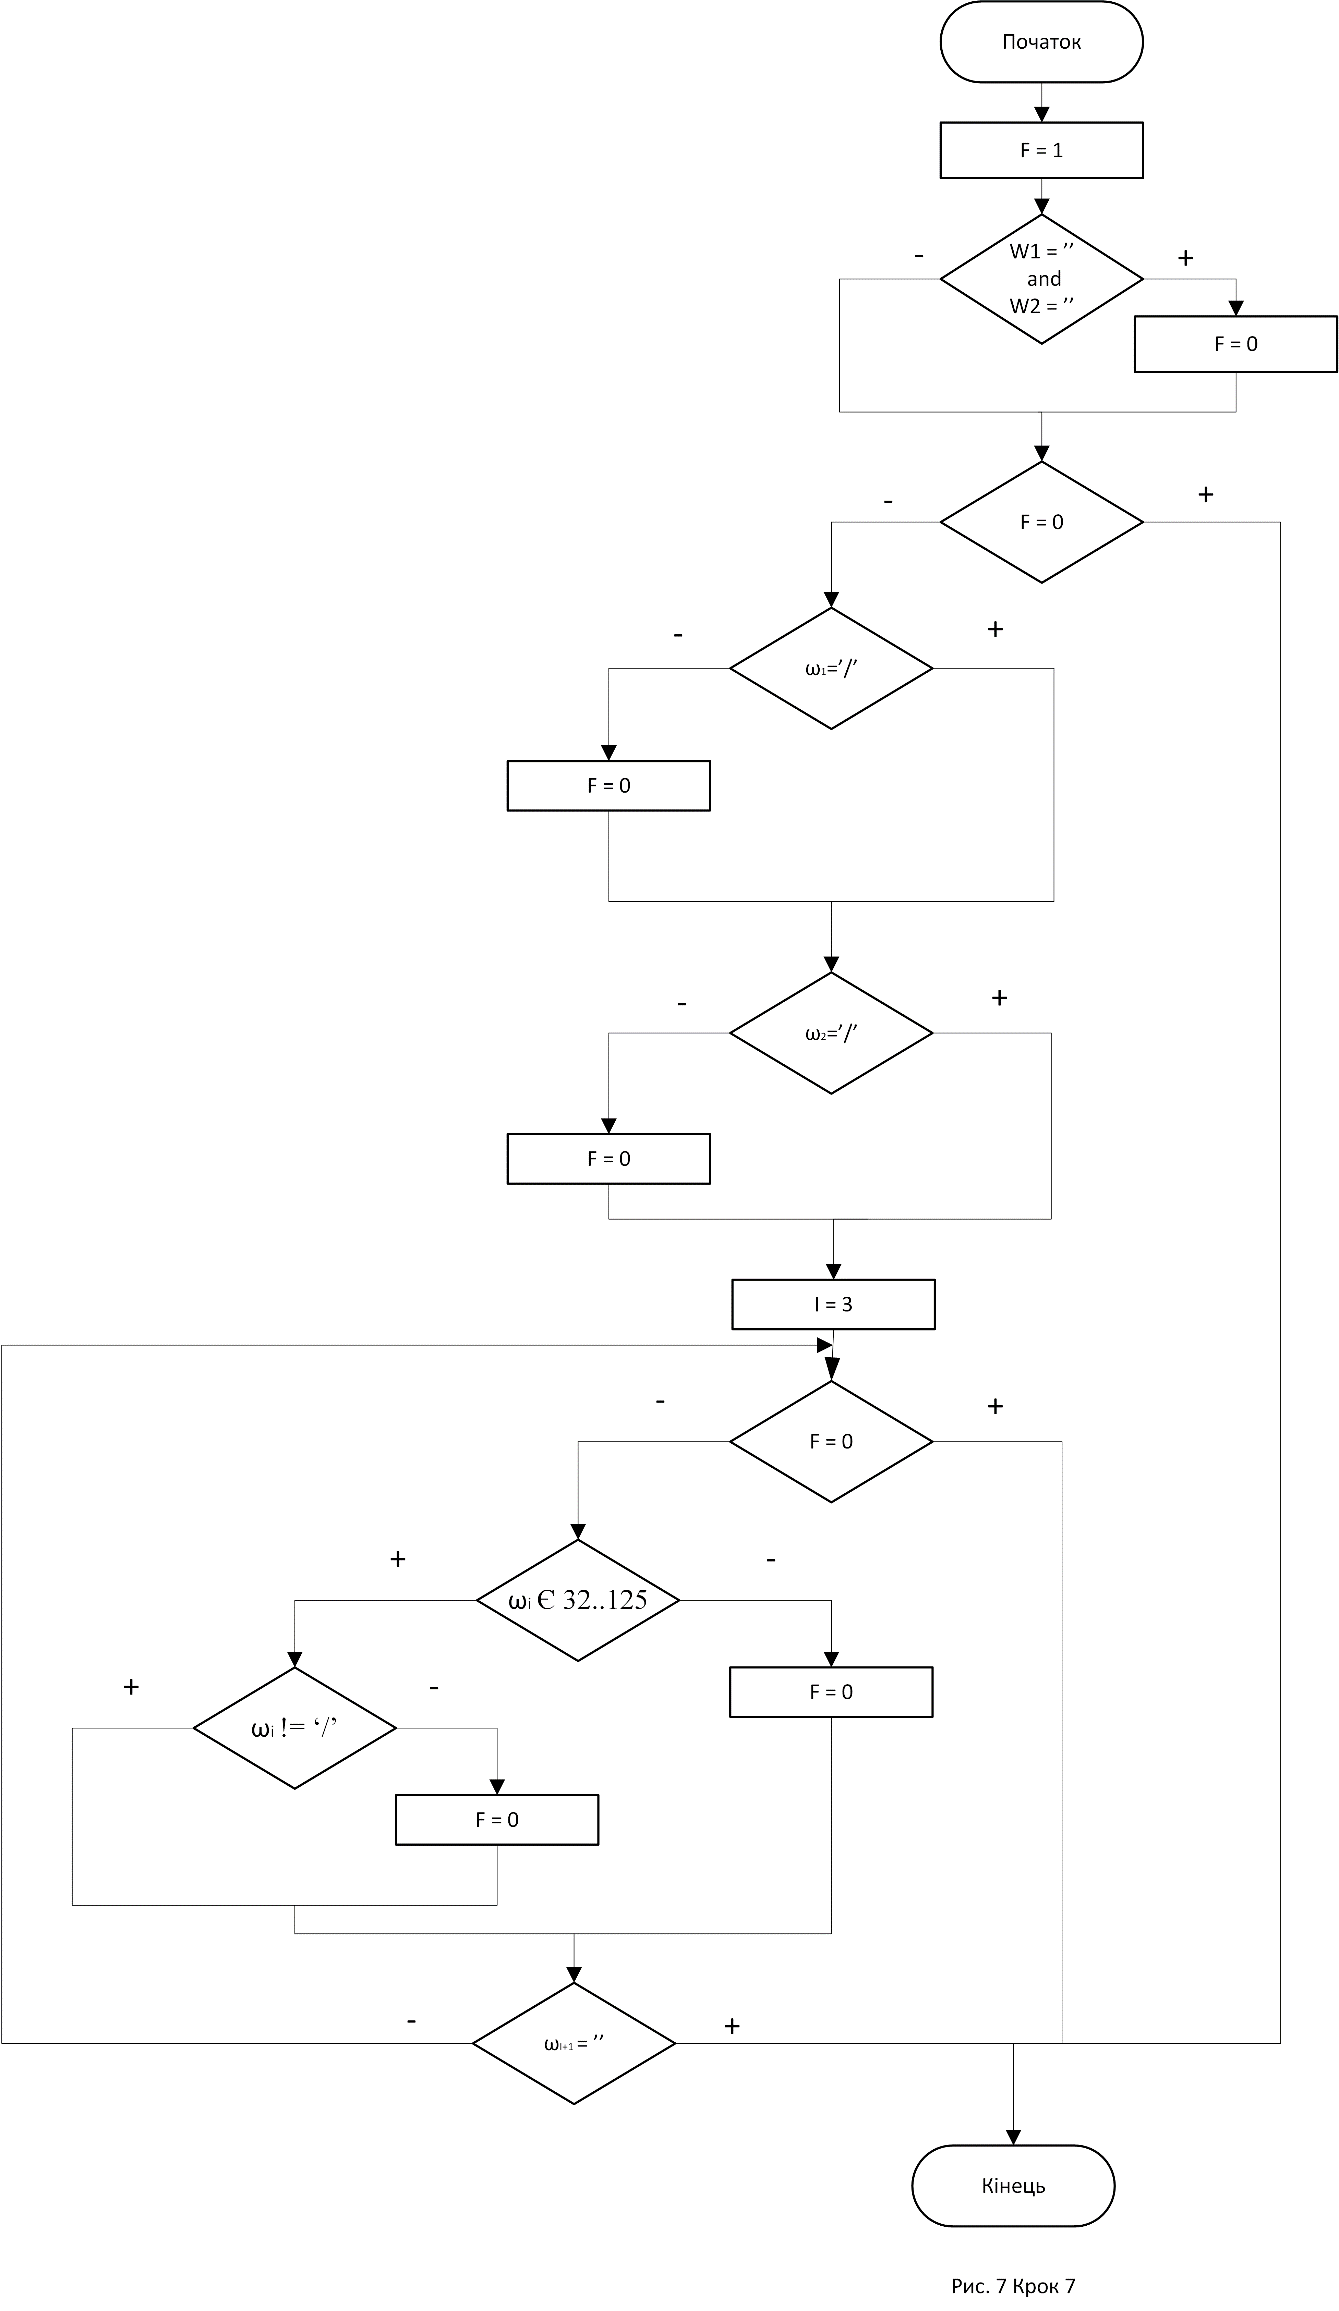 Початок
F = 1
W1 = ’’
and
W2 = ’’
-
+
F = 0
F = 0
-
+
ω₁=’/’
-
+
F = 0
ω₂=’/’
-
+
F = 0
I = 3
F = 0
-
+
ωᵢ Є 32..125
+
-
F = 0
ωᵢ != ‘/’
+
-
F = 0
ωI+1 = ’’
-
+
Кінець
Рис. 7 Крок 7